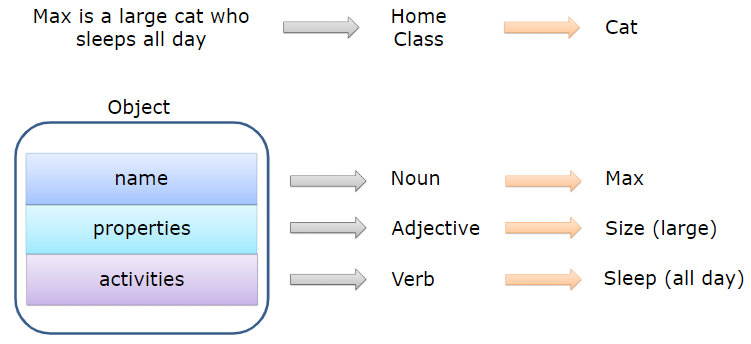 Max is a large cat who
sleeps all day
Home
Class
Cat
Object
name
Noun
Max
properties
Adjective
Size (large)
activities
Verb
Sleep (all day)